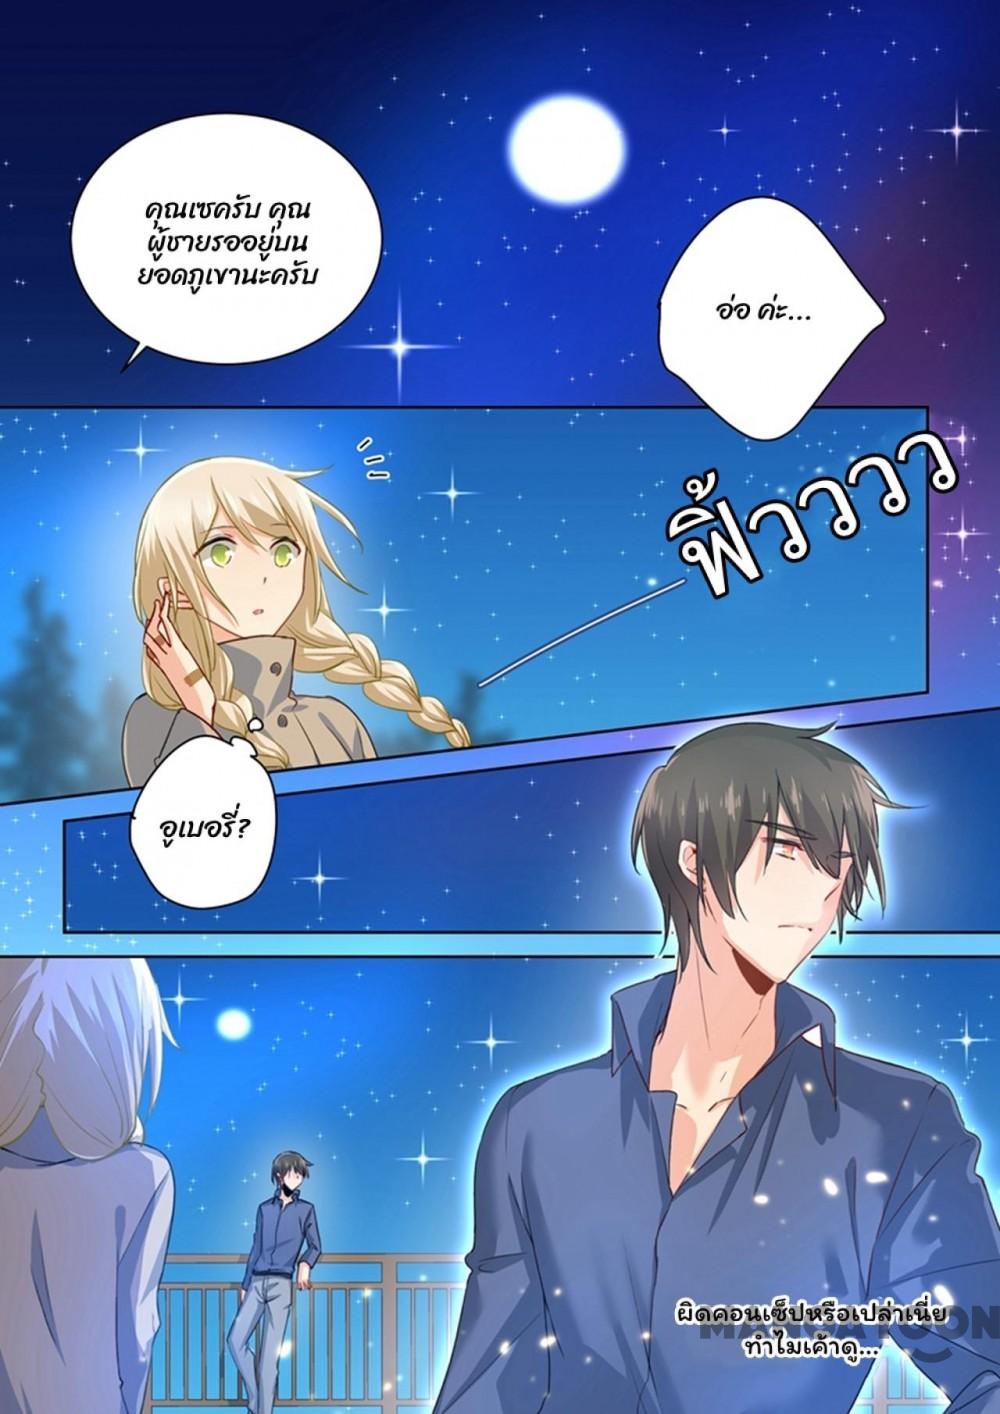 คุณเซครับ คุณ
ผู้ชายรออยู่บน
ยอดภูเขานะครับ
อ่อ ค่ะ...
ฟิ้วววว
อูเบอรี่?
ผิดคอนเซ็ปหรือเปล่าเนี่ย
ทำไมเค้าดู...
MANGATOON